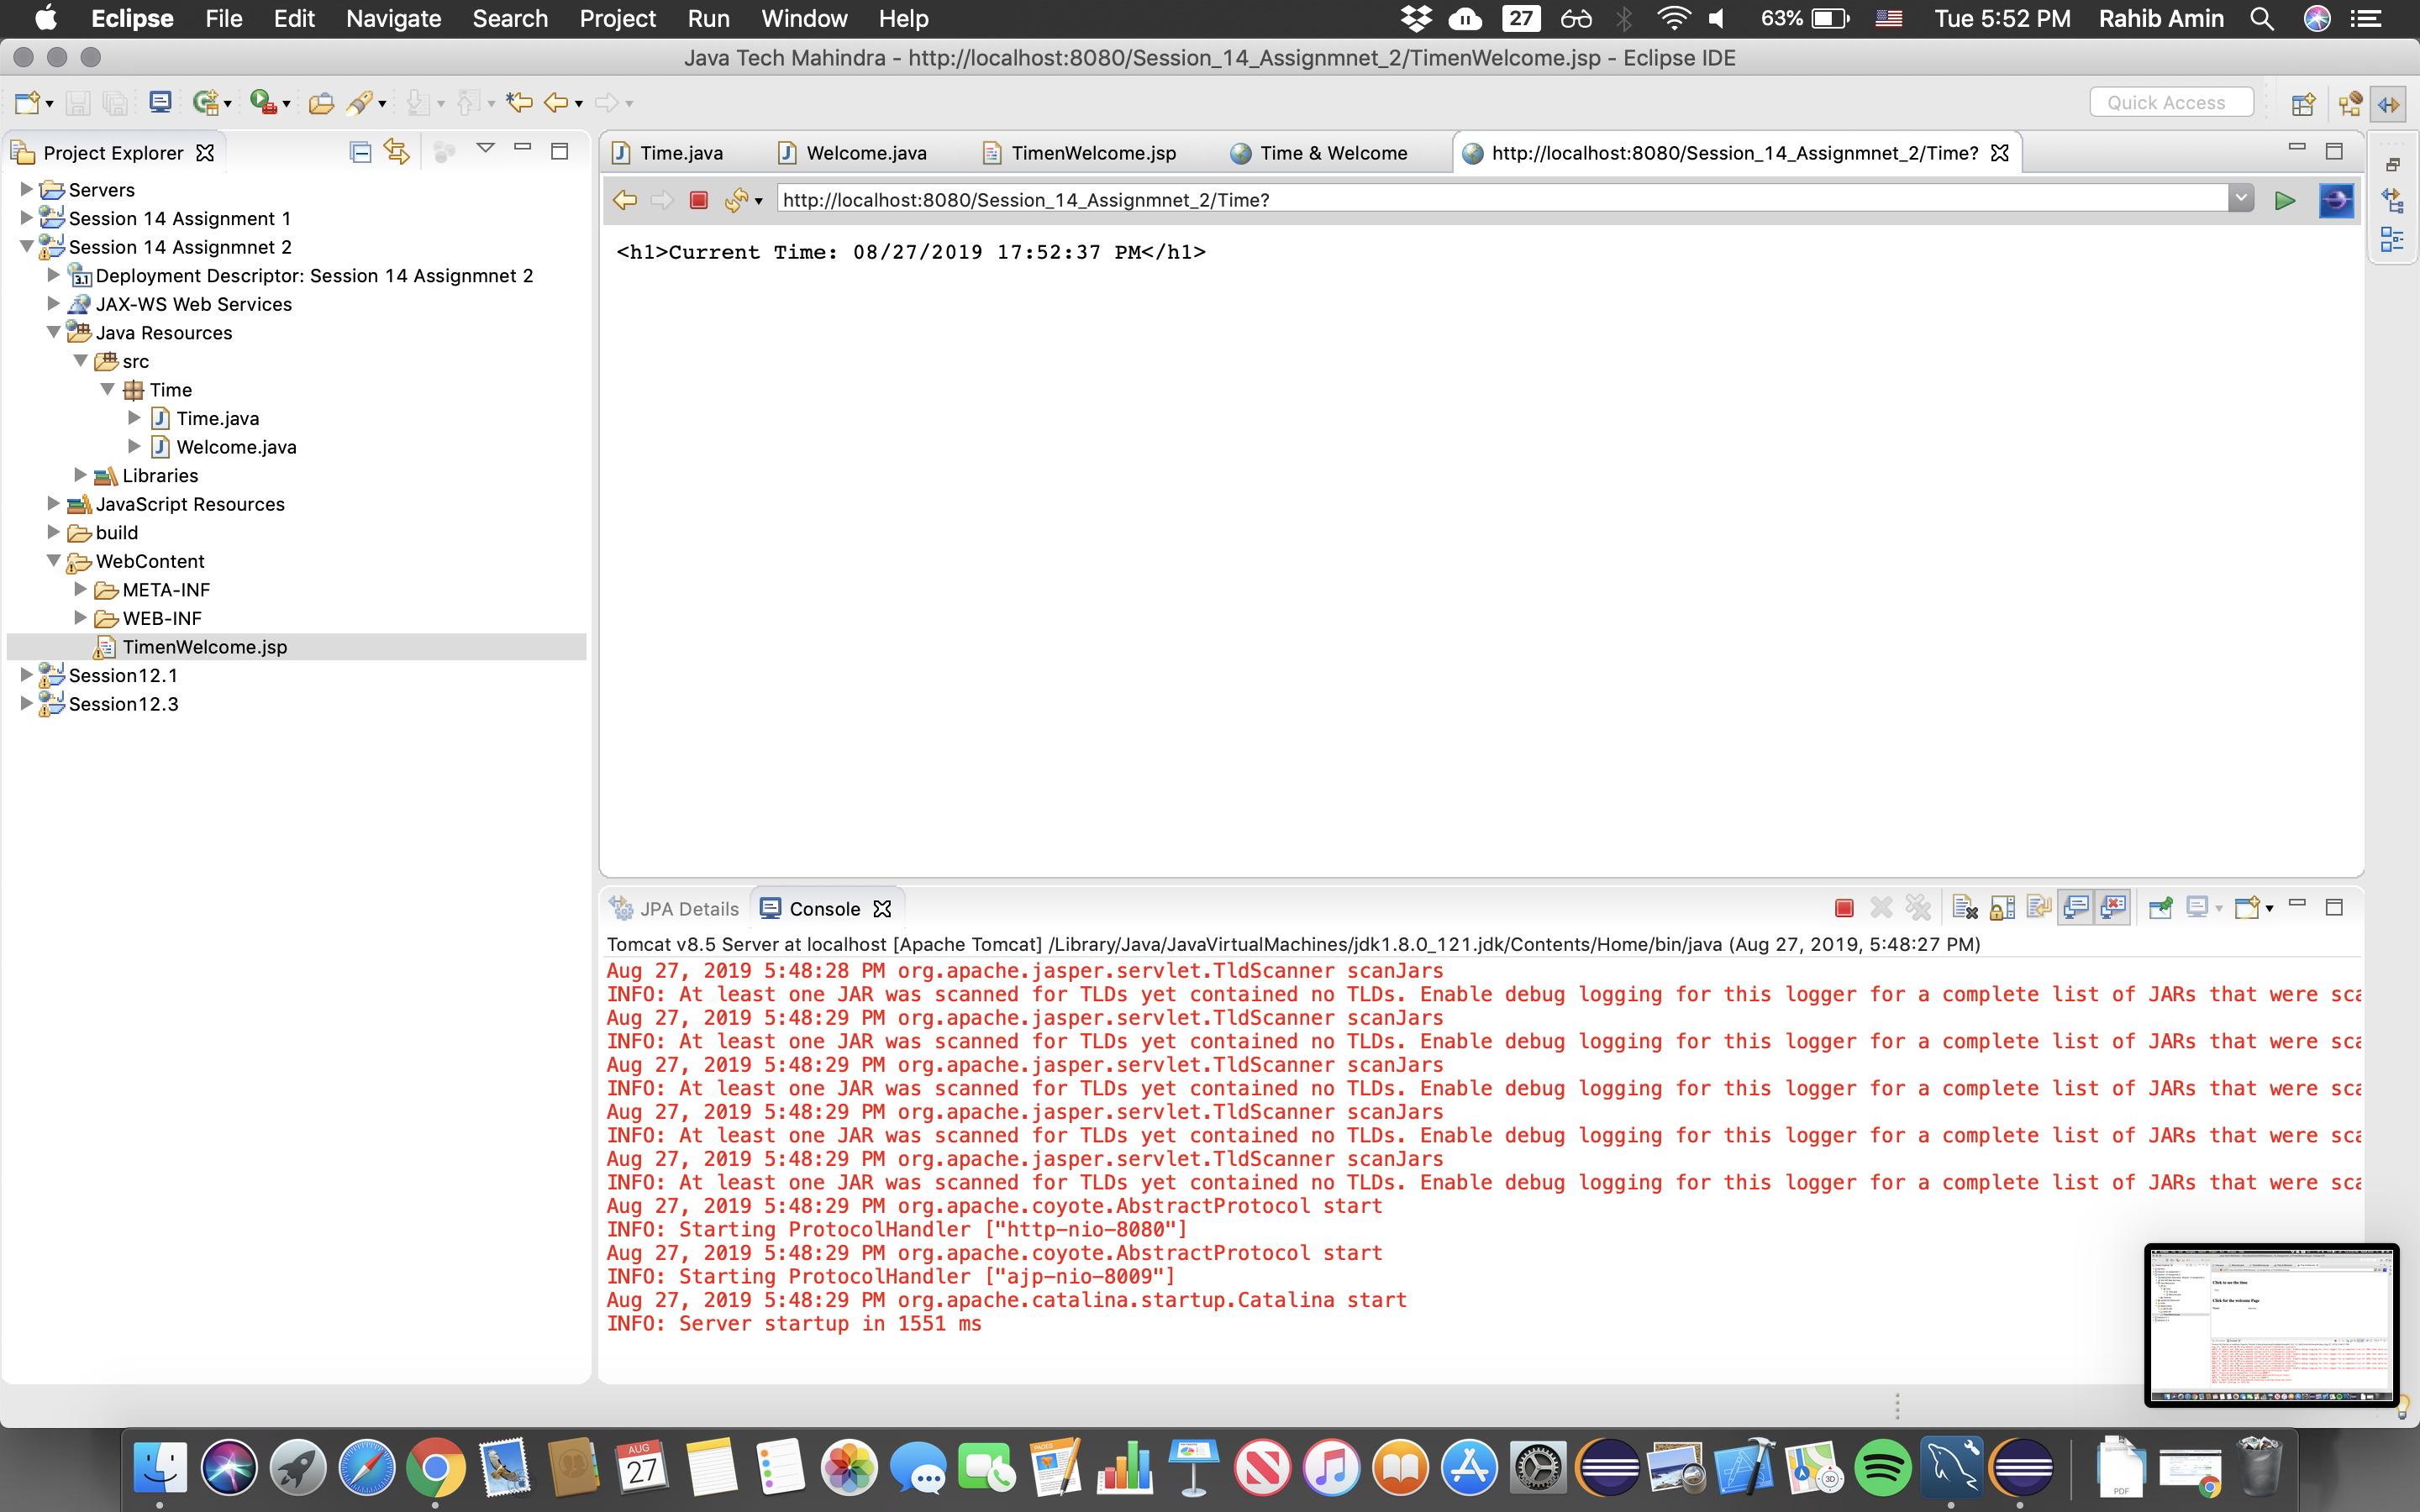 Eclipse File Edit Navigate Search Project Run Window Help 27 63% Tue 5:52 PM Rahib Amin
Java Tech Mahindra - http://localhost:8080/Session_14_Assignmnet_2/TimenWelcome.jsp - Eclipse IDE
Quick Access
Project Explorer
Servers
Session 14 Assignment 1
Session 14 Assignmnet 2
Deployment Descriptor: Session 14 Assignmnet 2
JAX-WS Web Services
Java Resources
src
Time
Time.java
Welcome.java
Libraries
JavaScript Resources
build
WebContent
META-INF
WEB-INF
TimenWelcome.jsp
Session12.1
Session12.3
Time.java Welcome.java TimenWelcome.jsp Time & Welcome http://localhost:8080/Session_14_Assignmnet_2/Time?
http://localhost:8080/Session_14_Assignmnet_2/Time?
<h1>Current Time: 08/27/2019 17:52:37 PM</h1>
JPA Details Console
Tomcat v8.5 Server at localhost [Apache Tomcat] /Library/Java/JavaVirtualMachines/jdk1.8.0_121.jdk/Contents/Home/bin/java (Aug 27, 2019, 5:48:27 PM)
Aug 27, 2019 5:48:28 PM org.apache.jasper.servlet.TldScanner scanJars
INFO: At least one JAR was scanned for TLDs yet contained no TLDs. Enable debug logging for this logger for a complete list of JARs that were sca
Aug 27, 2019 5:48:29 PM org.apache.jasper.servlet.TldScanner scanJars
INFO: At least one JAR was scanned for TLDs yet contained no TLDs. Enable debug logging for this logger for a complete list of JARs that were sca
Aug 27, 2019 5:48:29 PM org.apache.jasper.servlet.TldScanner scanJars
INFO: At least one JAR was scanned for TLDs yet contained no TLDs. Enable debug logging for this logger for a complete list of JARs that were sca
Aug 27, 2019 5:48:29 PM org.apache.jasper.servlet.TldScanner scanJars
INFO: At least one JAR was scanned for TLDs yet contained no TLDs. Enable debug logging for this logger for a complete list of JARs that were sca
Aug 27, 2019 5:48:29 PM org.apache.jasper.servlet.TldScanner scanJars
INFO: At least one JAR was scanned for TLDs yet contained no TLDs. Enable debug logging for this logger for a complete list of JARs that were sca
Aug 27, 2019 5:48:29 PM org.apache.coyote.AbstractProtocol start
INFO: Starting ProtocolHandler ["http-nio-8080"]
Aug 27, 2019 5:48:29 PM org.apache.coyote.AbstractProtocol start
INFO: Starting ProtocolHandler ["ajp-nio-8009"]
Aug 27, 2019 5:48:29 PM org.apache.catalina.startup.Catalina start
INFO: Server startup in 1551 ms
Click to see the time
Click for the welcome Page
AUG
27
PAGES
3D
PDF